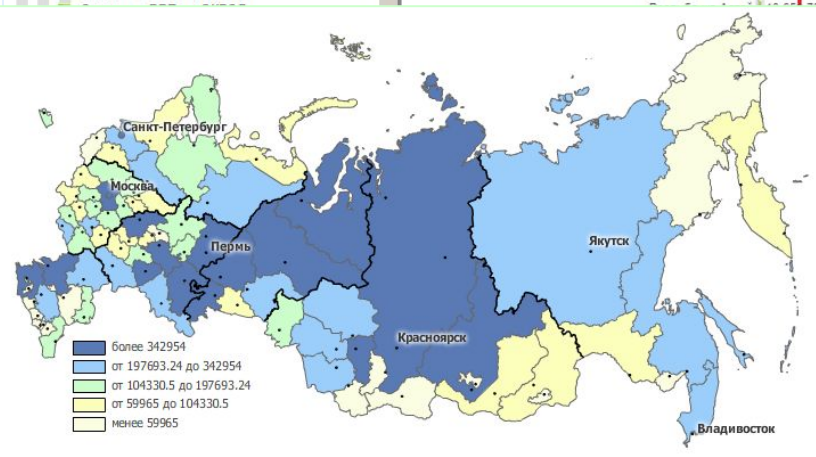 Санкт-Петербург
Москва
Пермь
Якутск
Красноярск
Владивосток
более 342954
от 197693.24 до 342954
от 104330.5 до 197693.24
от 59965 до 104330.5
менее 59965